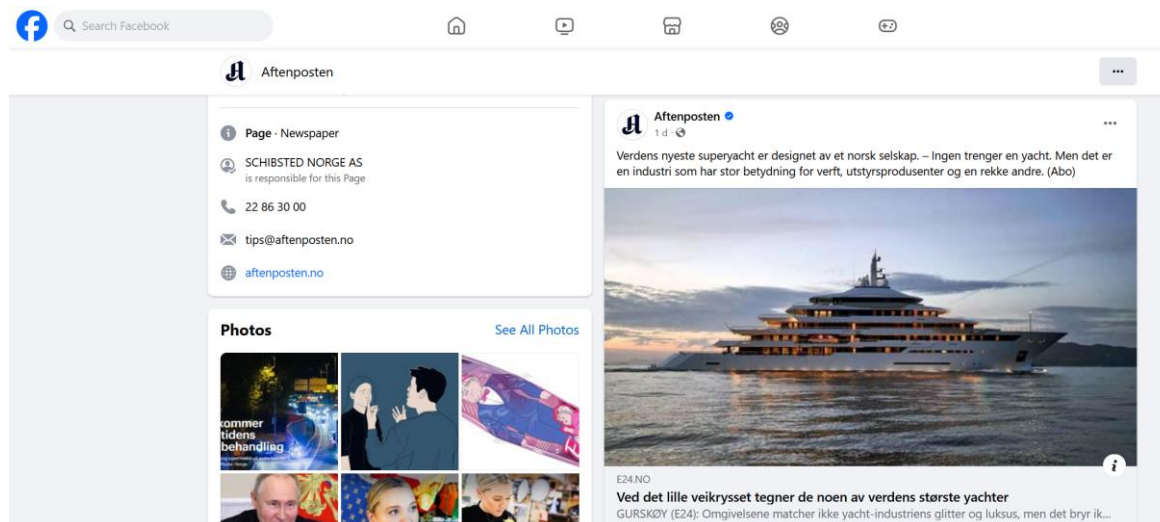 Search Facebook
Aftenposten
Page · Newspaper
SCHIBSTED NORGE AS
is responsible for this Page
22 86 30 00
tips@aftenposten.no
aftenposten.no
Photos
See All Photos
kommer
tidens
behandling
Aftenposten
1 d
Verdens nyeste superyacht er designet av et norsk selskap. – Ingen trenger en yacht. Men det er
en industri som har stor betydning for verft, utstyrsprodusenter og en rekke andre. (Abo)
E24.NO
Ved det lille veikrysset tegner de noen av verdens største yachter
GURSKØY (E24): Omgivelsene matcher ikke yacht-industriens glitter og luksus, men det bryr ik...